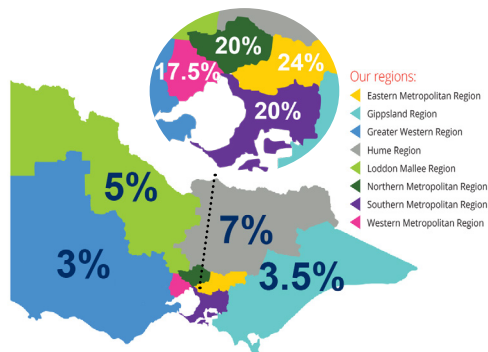 20%
24%
17.5%
20%
Our regions:
Eastern Metropolitan Region
Gippsland Region
Greater Western Region
Hume Region
Loddon Mallee Region
Northern Metropolitan Region
Southern Metropolitan Region
Western Metropolitan Region
5%
7%
3%
3.5%